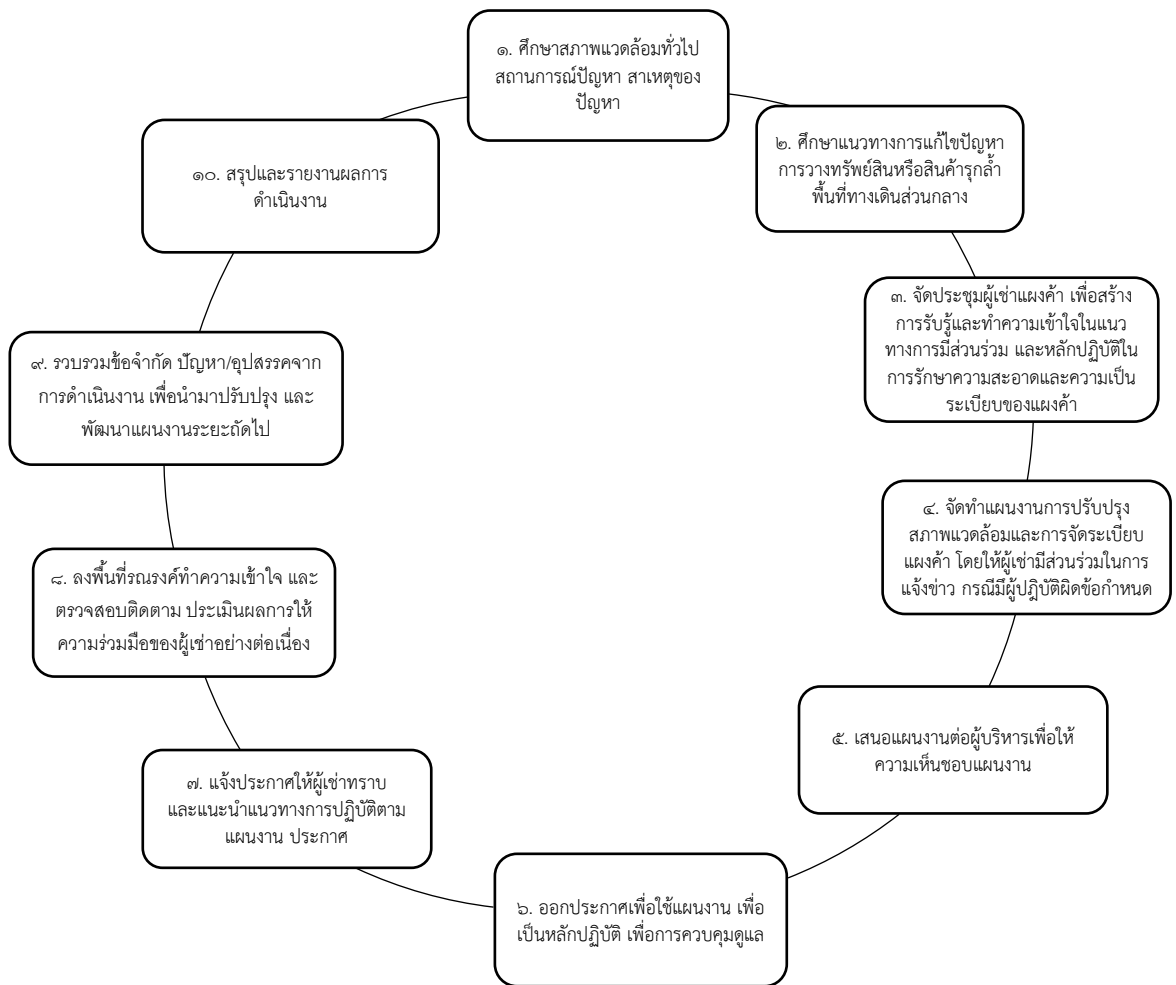 ๑. ศึกษาสภาพแวดล้อมทั่วไป
สถานการณ์ปัญหา สาเหตุของ
ปัญหา
๒. ศึกษาแนวทางการแก้ไขปัญหา
การวางทรัพย์สินหรือสินค้ารุกล้ำ
พื้นที่ทางเดินส่วนกลาง
๓. จัดประชุมผู้เช่าแผงค้า เพื่อสร้าง
การรับรู้และทำความเข้าใจในแนว
ทางการมีส่วนร่วม และหลักปฏิบัติใน
การรักษาความสะอาดและความเป็น
ระเบียบของแผงค้า
๔. จัดทำแผนงานการปรับปรุง
สภาพแวดล้อมและการจัดระเบียบ
แผงค้า โดยให้ผู้เช่ามีส่วนร่วมในการ
แจ้งข่าว กรณีมีผู้ปฏิบัติผิดข้อกำหนด
๕. เสนอแผนงานต่อผู้บริหารเพื่อให้
ความเห็นชอบแผนงาน
๖. ออกประกาศเพื่อใช้แผนงาน เพื่อ
เป็นหลักปฏิบัติ เพื่อการควบคุมดูแล
๗. แจ้งประกาศให้ผู้เช่าทราบ
และแนะนำแนวทางการปฏิบัติตาม
แผนงาน ประกาศ
๘. ลงพื้นที่รณรงค์ทำความเข้าใจ และ
ตรวจสอบติดตาม ประเมินผลการให้
ความร่วมมือของผู้เช่าอย่างต่อเนื่อง
๙. รวบรวมข้อจำกัด ปัญหา/อุปสรรคจาก
การดำเนินงาน เพื่อนำมาปรับปรุง และ
พัฒนาแผนงานระยะถัดไป
๑๐. สรุปและรายงานผลการ
ดำเนินงาน